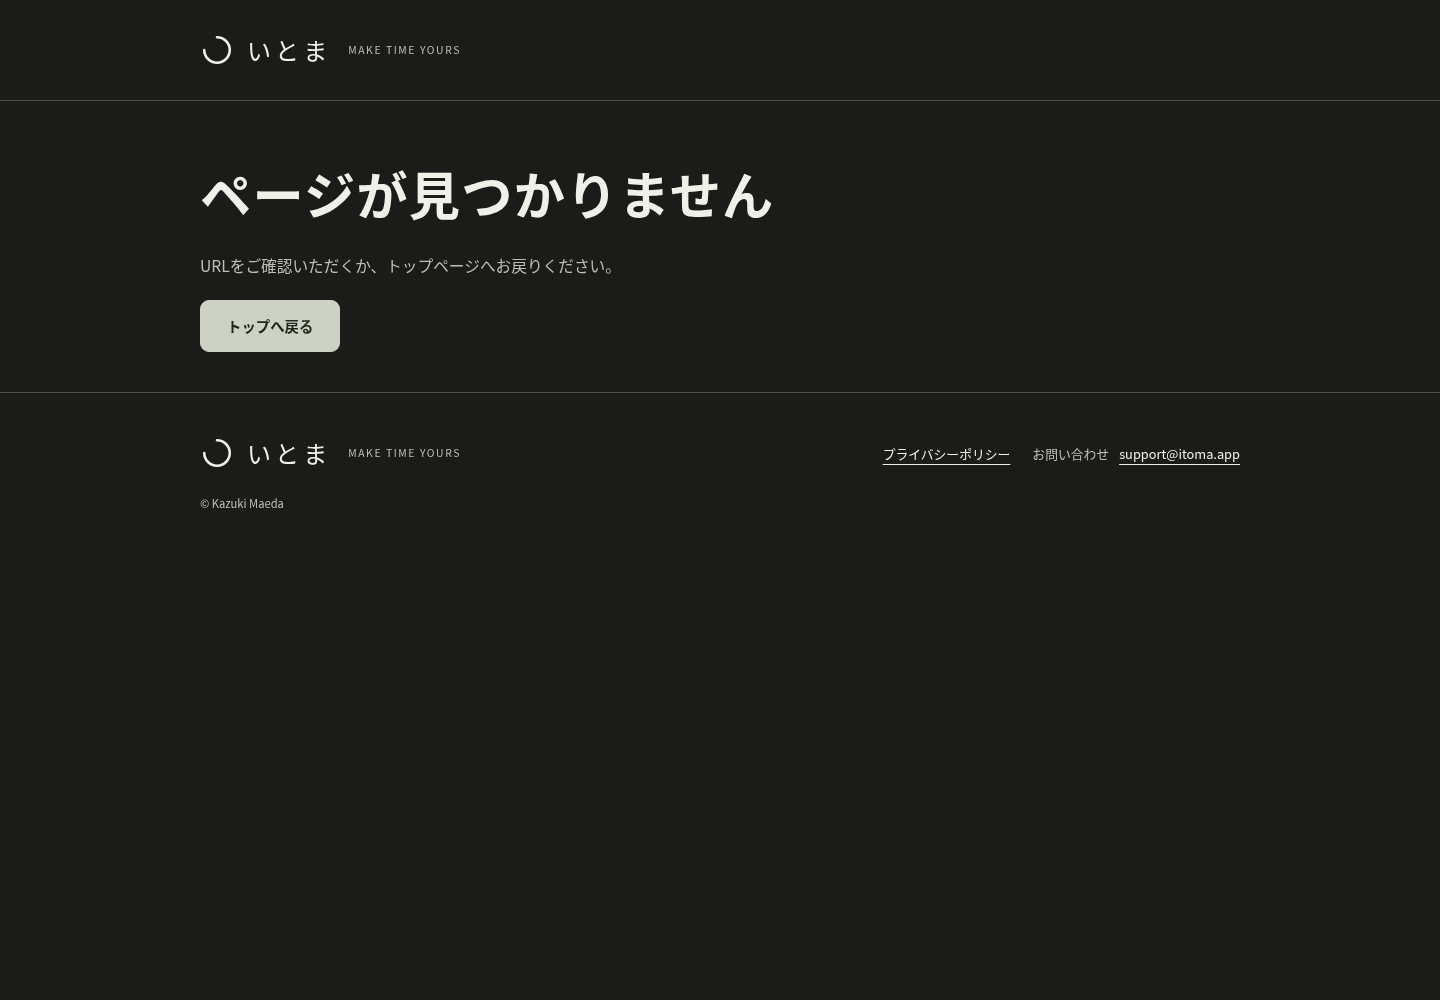 いとま MAKE TIME YOURS
ページが見つかりません
URLをご確認いただくか、トップページへお戻りください。
トップへ戻る
いとま MAKE TIME YOURS
プライバシーポリシー お問い合わせ support@itoma.app
© Kazuki Maeda